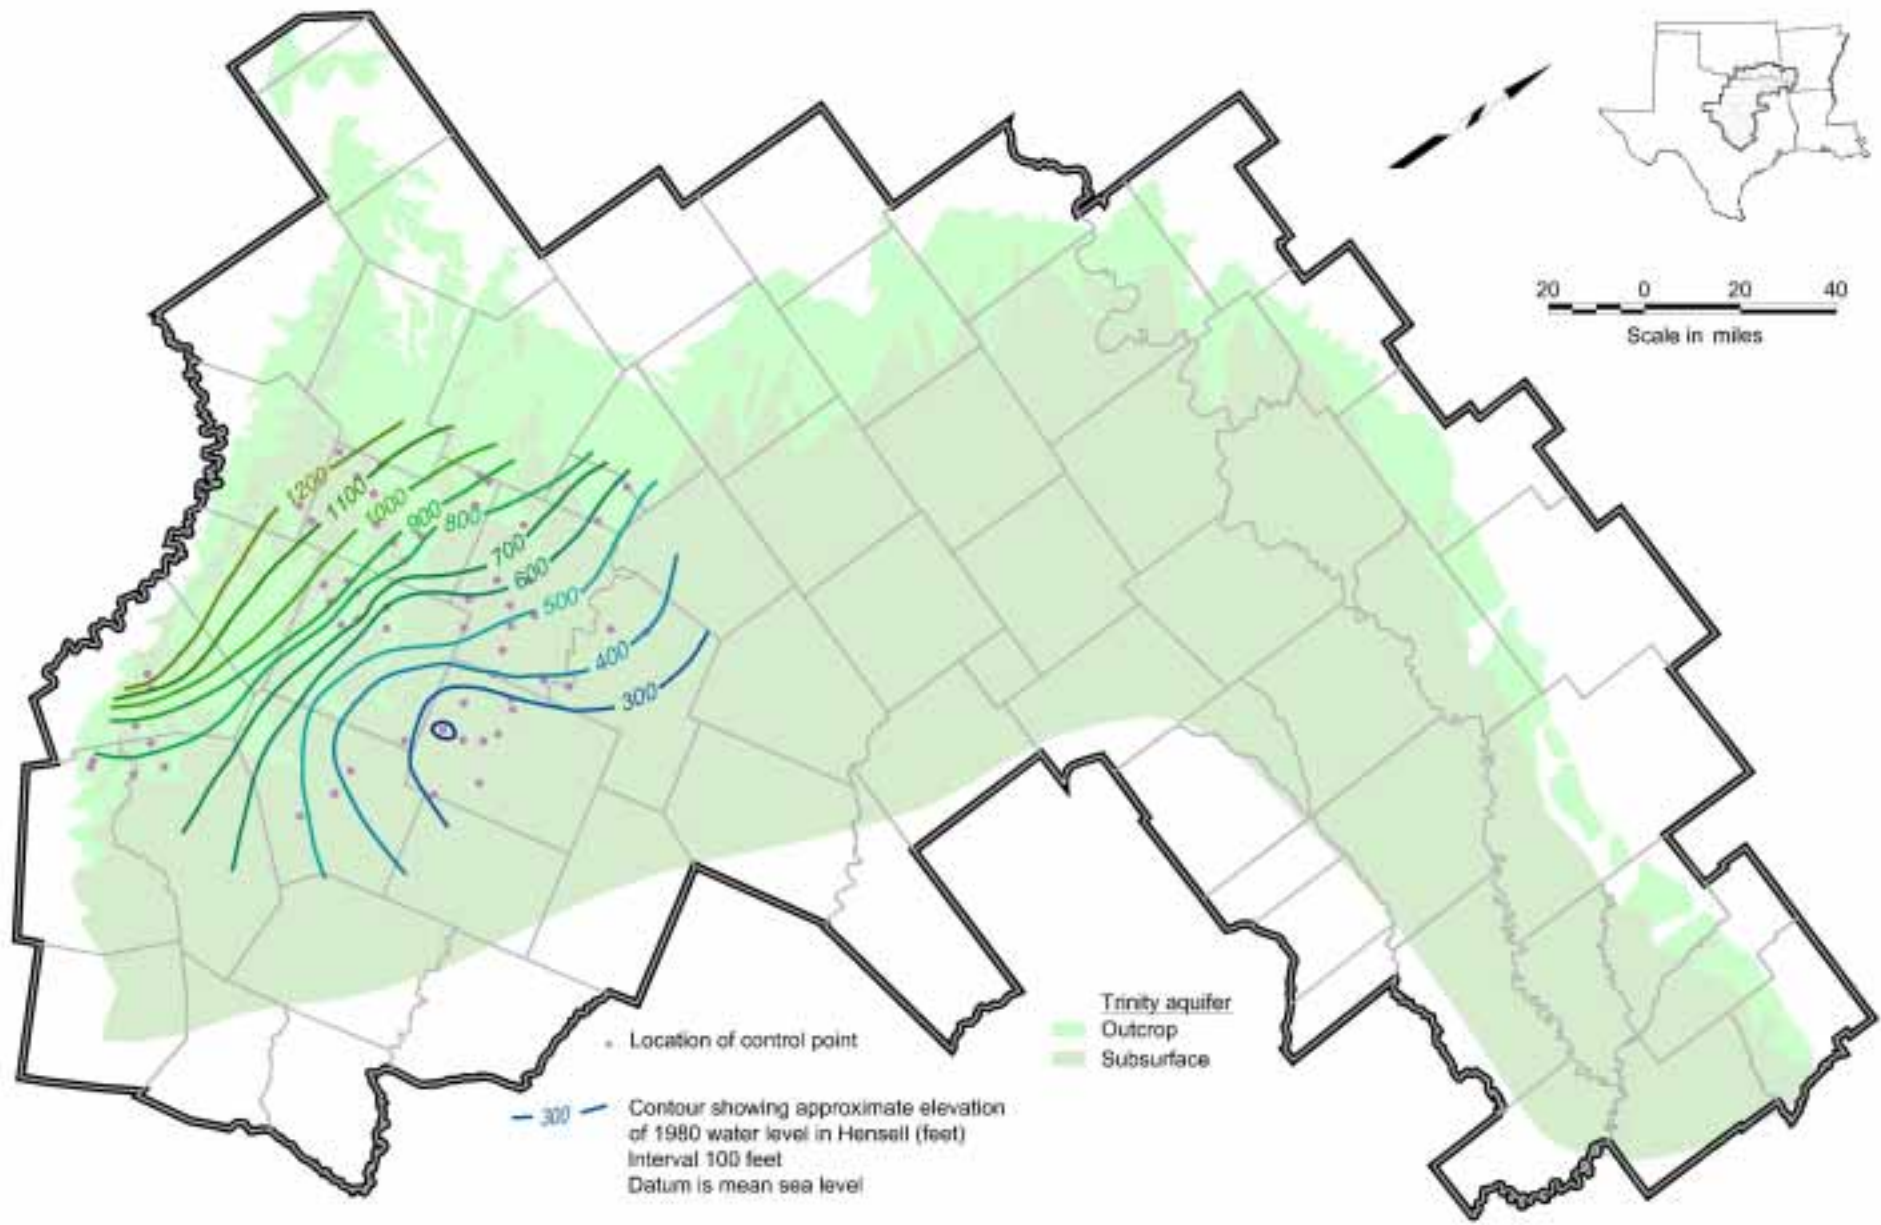 20 0 20 40
Scale in miles
1200
1100
1000
900
800
700
600
500
400
300
Trinity aquifer
Outcrop
Subsurface
Location of control point
300 Contour showing approximate elevation
of 1980 water level in Hensell (feet)
Interval 100 feet
Datum is mean sea level